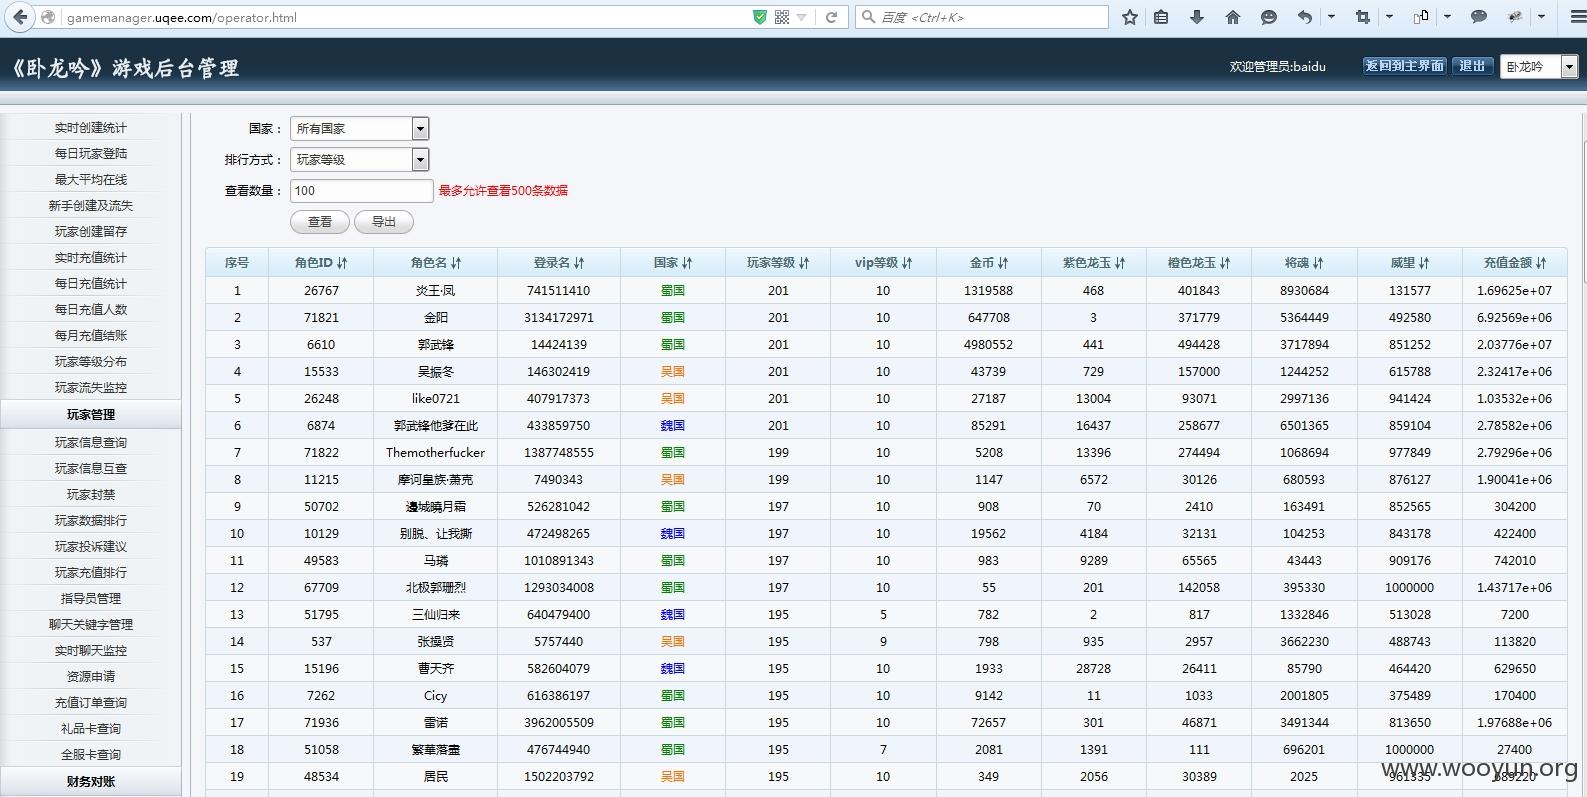 gamemanager.uqee.com/operator.html
百度 <Ctrl+K>
《卧龙吟》游戏后台管理
欢迎管理员:baidu 返回到主界面 退出 卧龙吟
实时创建统计
每日玩家登陆
最大平均在线
新手创建及流失
玩家创建留存
实时充值统计
每日充值统计
每日充值人数
每月充值结账
玩家等级分布
玩家流失监控
玩家管理
玩家信息查询
玩家信息互查
玩家封禁
玩家数据排行
玩家投诉建议
玩家充值排行
指导员管理
聊天关键字管理
实时聊天监控
资源申请
充值订单查询
礼品卡查询
全服卡查询
财务对账
国家： 所有国家
排行方式： 玩家等级
查看数量： 100 最多允许查看500条数据
查看 导出
序号 角色ID 角色名 登录名 国家 玩家等级 vip等级 金币 紫色龙玉 橙色龙玉 将魂 威望 充值金额
1 26767 炎王·凤 741511410 蜀国 201 10 1319588 468 401843 8930684 131577 1.69625e+07
2 71821 金阳 3134172971 蜀国 201 10 647708 3 371779 5364449 492580 6.92569e+06
3 6610 郭武锋 14424139 蜀国 201 10 4980552 441 494428 3717894 851252 2.03776e+07
4 15533 吴振冬 146302419 吴国 201 10 43739 729 157000 1244252 615788 2.32417e+06
5 26248 like0721 407917373 吴国 201 10 27187 13004 93071 2997136 941424 1.03532e+06
6 6874 郭武锋他爹在此 433859750 魏国 201 10 85291 16437 258677 6501365 859104 2.78582e+06
7 71822 Themotherfucker 1387748555 蜀国 199 10 5208 13396 274494 1068694 977849 2.79296e+06
8 11215 摩诃皇族·萧克 7490343 吴国 199 10 1147 6572 30126 680593 876127 1.90041e+06
9 50702 邊城曉月霜 526281042 蜀国 197 10 908 70 2410 163491 852565 304200
10 10129 别脱、让我撕 472498265 魏国 197 10 19562 4184 32131 104253 843178 422400
11 49583 马璘 1010891343 蜀国 197 10 983 9289 65565 43443 909176 742010
12 67709 北极郭珊烈 1293034008 蜀国 197 10 55 201 142058 395330 1000000 1.43717e+06
13 51795 三仙归来 640479400 魏国 195 5 782 2 817 1332846 513028 7200
14 537 张操贤 5757440 吴国 195 9 798 935 2957 3662230 488743 113820
15 15196 曹天齐 582604079 魏国 195 10 1933 28728 26411 85790 464420 629650
16 7262 Cicy 616386197 蜀国 195 10 9142 11 1033 2001805 375489 170400
17 71936 雷诺 3962005509 蜀国 195 10 72657 301 46871 3491344 813650 1.97688e+06
18 51058 繁華落盡 476744940 蜀国 195 7 2081 1391 111 696201 1000000 27400
19 48534 居民 1502203792 吴国 195 10 349 2056 30389 2025 961335 689220
www.wooyun.org